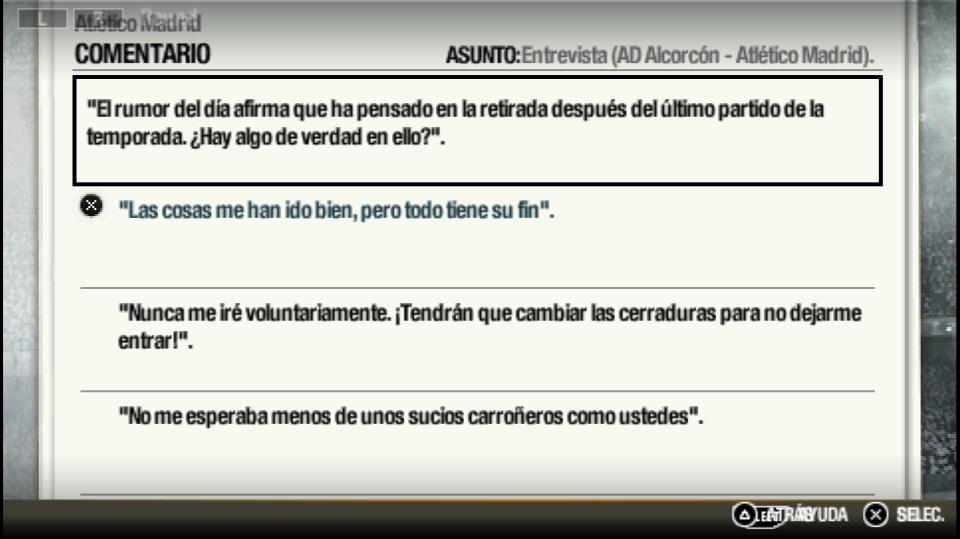 Atlético Madrid
COMENTARIO
ASUNTO: Entrevista (AD Alcorcón - Atlético Madrid).
"El rumor del día afirma que ha pensado en la retirada después del último partido de la
temporada. ¿Hay algo de verdad en ello?".
"Las cosas me han ido bien, pero todo tiene su fin".
"Nunca me iré voluntariamente. ¡Tendrán que cambiar las cerraduras para no dejarme
entrar!".
"No me esperaba menos de unos sucios carroñeros como ustedes".
ATRÁS AYUDA SELEC.